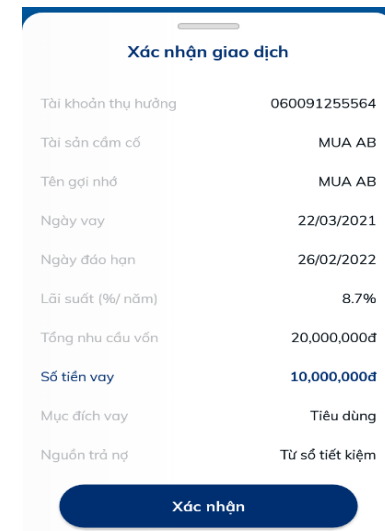 Xác nhận giao dịch
Tài khoản thụ hưởng 060091255564
Tài sản cầm cố MUA AB
Tên gợi nhớ MUA AB
Ngày vay 22/03/2021
Ngày đáo hạn 26/02/2022
Lãi suất (%/ năm) 8.7%
Tổng nhu cầu vốn 20,000,000đ
Số tiền vay 10,000,000đ
Mục đích vay Tiêu dùng
Nguồn trả nợ Từ sổ tiết kiệm
Xác nhận